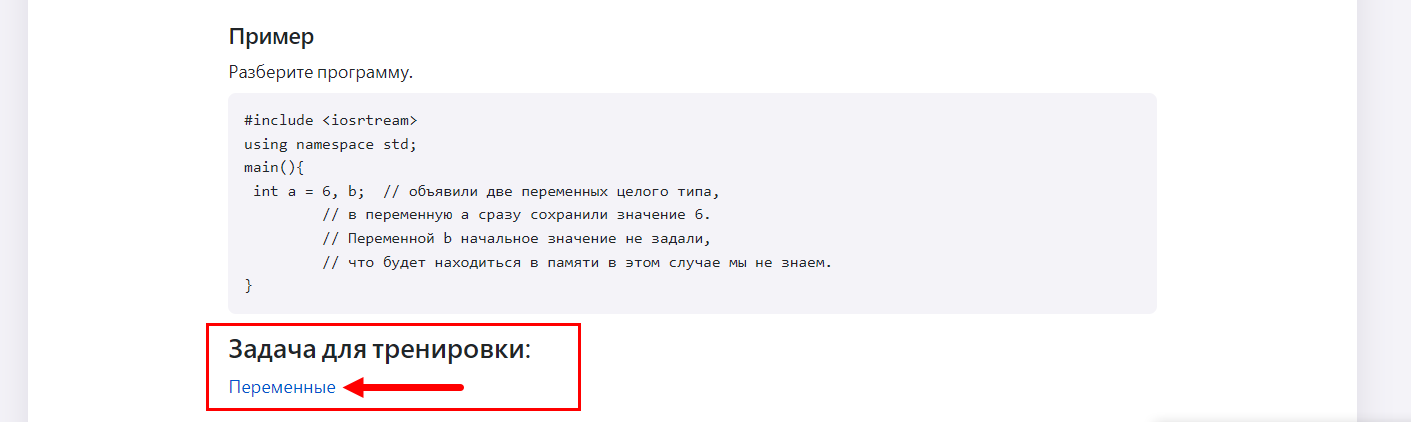 Пример
Разберите программу.
#include <iosrtream>
using namespace std;
main(){
int a = 6, b;  // объявили две переменных целого типа,
// в переменную a сразу сохранили значение 6.
// Переменной b начальное значение не задали,
// что будет находиться в памяти в этом случае мы не знаем.
}
Задача для тренировки:
Переменные